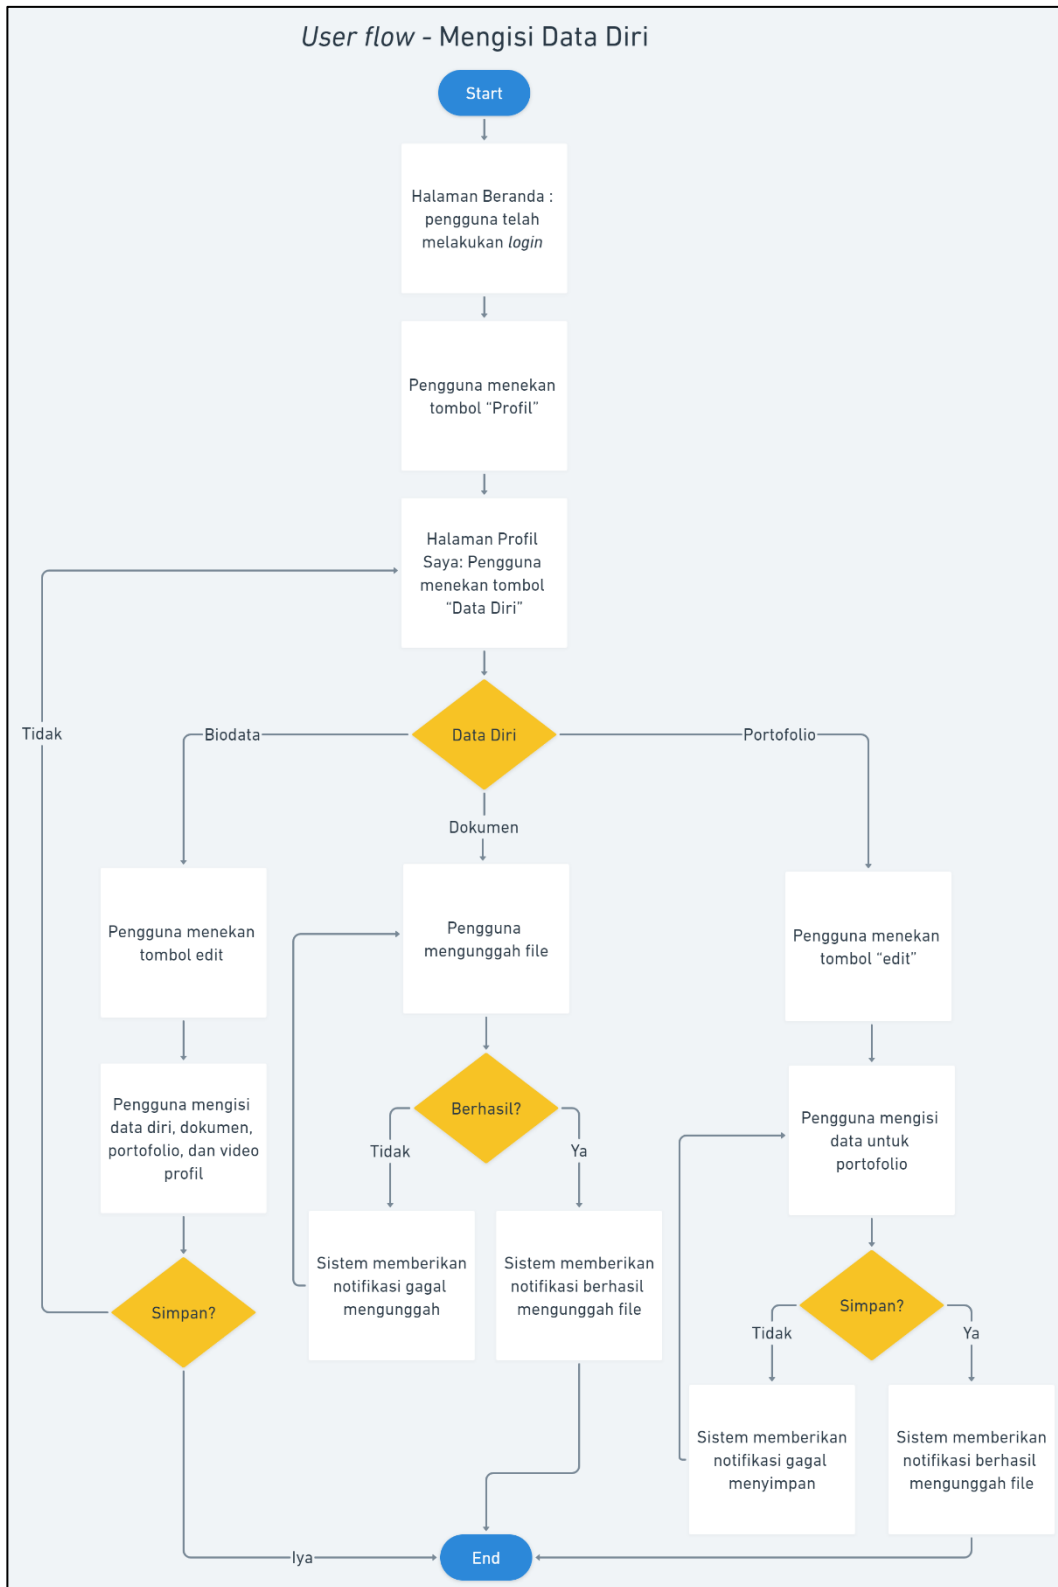 User flow - Mengisi Data Diri
Start
Halaman Beranda :
pengguna telah
melakukan login
Pengguna menekan
tombol “Profil”
Halaman Profil
Saya: Pengguna
menekan tombol
“Data Diri”
Tidak
Biodata
Data Diri
Portofolio
Dokumen
Pengguna menekan
tombol edit
Pengguna
mengunggah file
Pengguna menekan
tombol “edit”
Pengguna mengisi
data diri, dokumen,
portofolio, dan video
profil
Berhasil?
Tidak
Ya
Pengguna mengisi
data untuk
portofolio
Simpan?
Sistem memberikan
notifikasi gagal
mengunggah
Sistem memberikan
notifikasi berhasil
mengunggah file
Simpan?
Tidak
Ya
Sistem memberikan
notifikasi gagal
menyimpan
Sistem memberikan
notifikasi berhasil
mengunggah file
Iya
End